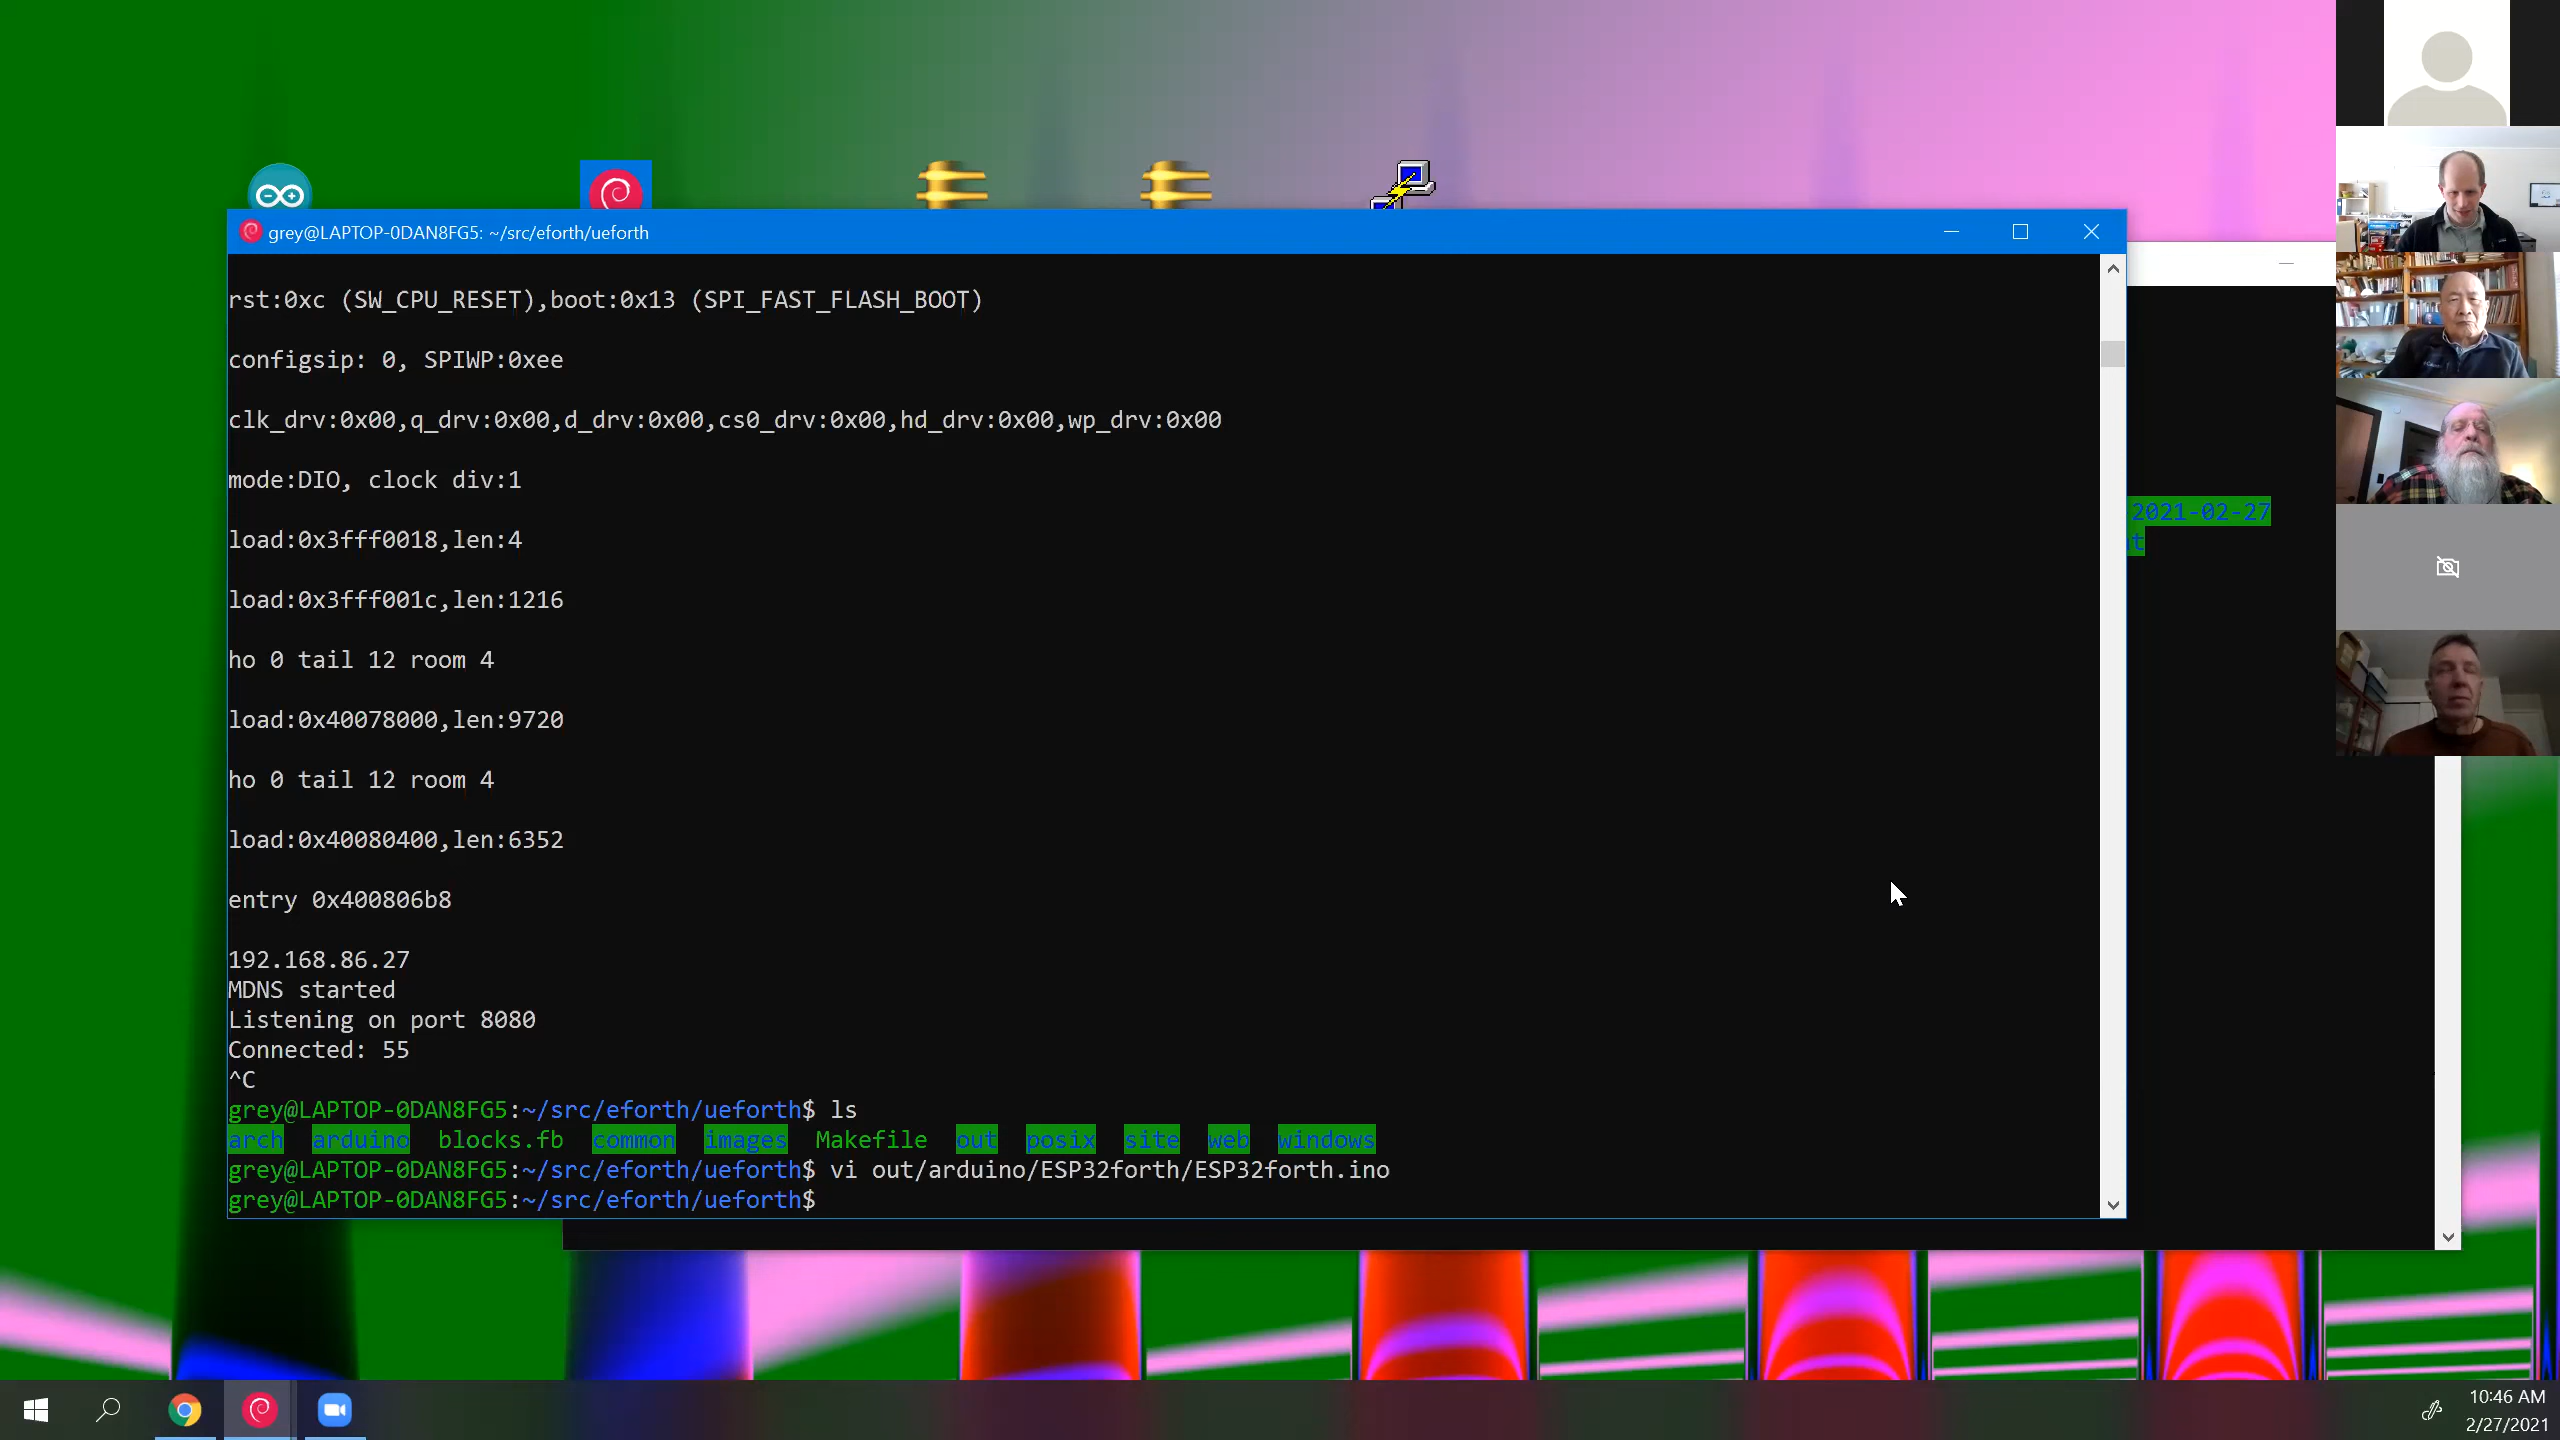 grey@LAPTOP-0DAN8FG5: ~/src/eforth/ueforth
rst:0xc (SW_CPU_RESET),boot:0x13 (SPI_FAST_FLASH_BOOT)
configsip: 0, SPIWP:0xee
clk_drv:0x00,q_drv:0x00,d_drv:0x00,cs0_drv:0x00,hd_drv:0x00,wp_drv:0x00
mode:DIO, clock div:1
load:0x3fff0018,len:4
load:0x3fff001c,len:1216
ho 0 tail 12 room 4
load:0x40078000,len:9720
ho 0 tail 12 room 4
load:0x40080400,len:6352
entry 0x400806b8
192.168.86.27
MDNS started
Listening on port 8080
Connected: 55
^C
grey@LAPTOP-0DAN8FG5:~/src/eforth/ueforth$ ls
arch arduino blocks.fb common images Makefile out posix site web windows
grey@LAPTOP-0DAN8FG5:~/src/eforth/ueforth$ vi out/arduino/ESP32forth/ESP32forth.ino
grey@LAPTOP-0DAN8FG5:~/src/eforth/ueforth$
2021-02-27
10:46 AM
2/27/2021